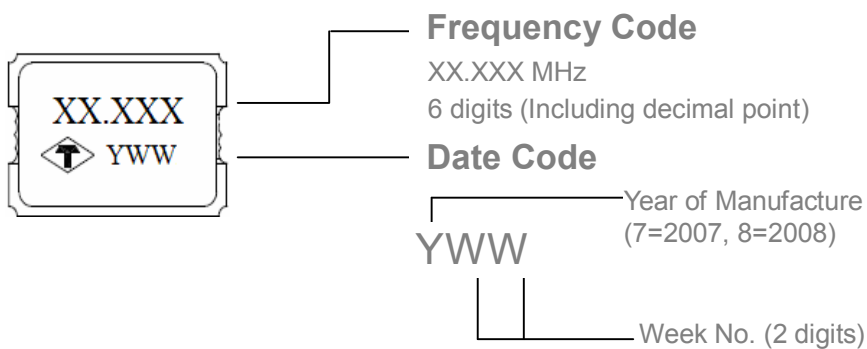 XX.XXX
YWW
Frequency Code
XX.XXX MHz
6 digits (Including decimal point)
Date Code
YWW
Year of Manufacture
(7=2007, 8=2008)
Week No. (2 digits)